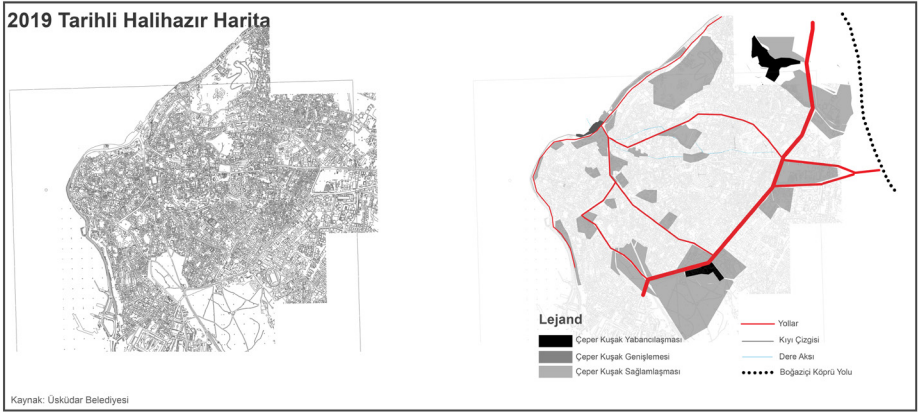 2019 Tarihli Halihazır Harita
Lejand
Çeper Kuşak Yabancılaşması
Çeper Kuşak Genişlemesi
Çeper Kuşak Sağlamlaşması
Yollar
Kıyı Çizgisi
Dere Aksı
Boğaziçi Köprü Yolu
Kaynak: Üsküdar Belediyesi